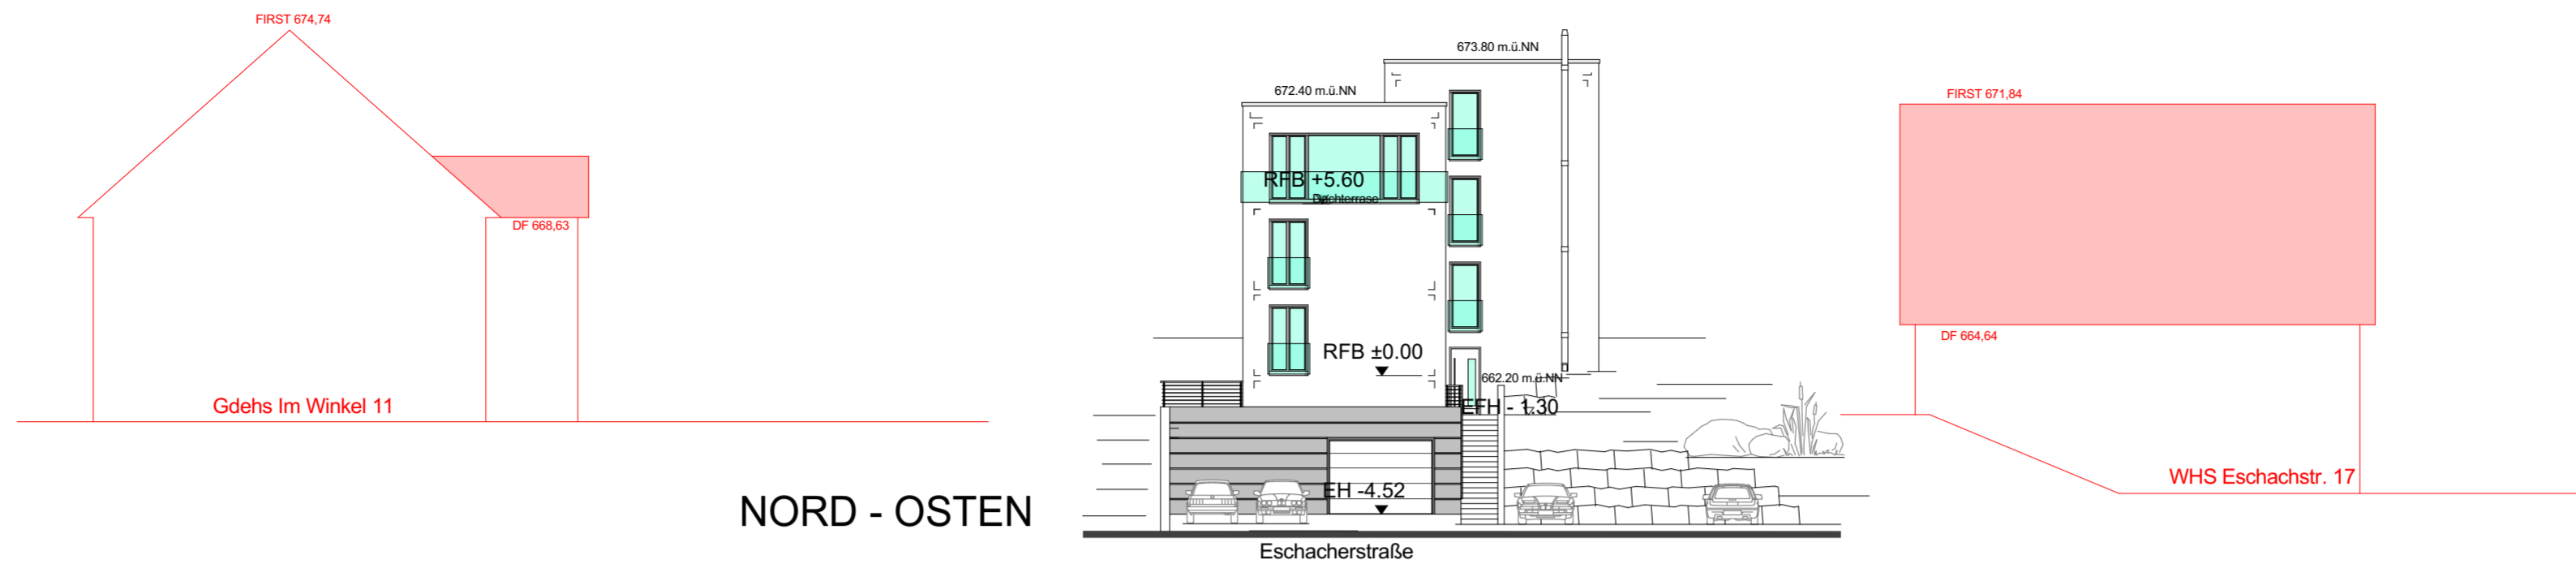 FIRST 674,74
673.80 m.ü.NN
672.40 m.ü.NN
FIRST 671,84
RFB +5.60
Dachterrase
DF 668,63
DF 664,64
RFB ±0.00
662.20 m.ü.NN
EFH - 1.30
Gdehs Im Winkel 11
WHS Eschachstr. 17
EH -4.52
NORD - OSTEN
Eschacherstraße